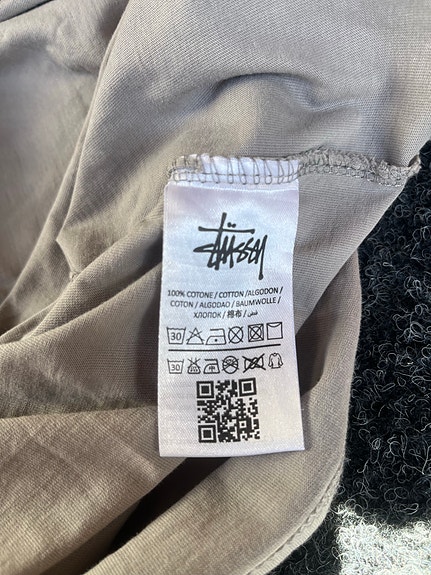 Stüssy
100% COTONE / COTTON / ALGODON /
COTON / ALGODAO / BAUMWOLLE /
ХЛОПОК / 棉布 / قطن
30
30